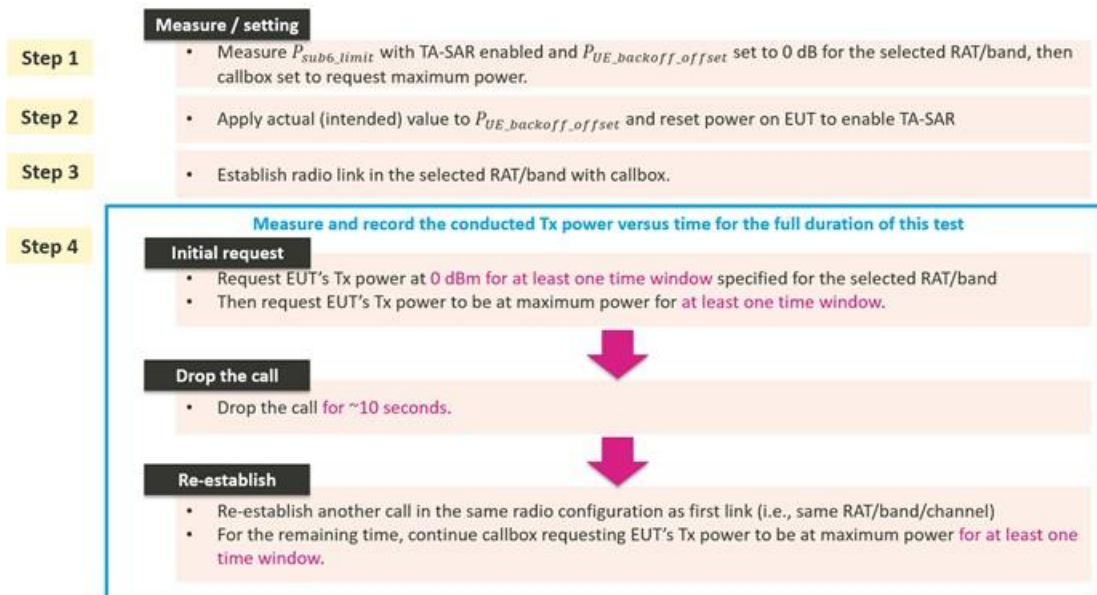 Measure / setting
Step 1
• Measure P_sub6_limit with TA-SAR enabled and P_UE_backoff_offset set to 0 dB for the selected RAT/band, then
callbox set to request maximum power.
Step 2
• Apply actual (intended) value to P_UE_backoff_offset and reset power on EUT to enable TA-SAR
Step 3
• Establish radio link in the selected RAT/band with callbox.
Measure and record the conducted Tx power versus time for the full duration of this test
Step 4
Initial request
• Request EUT's Tx power at 0 dBm for at least one time window specified for the selected RAT/band
• Then request EUT's Tx power to be at maximum power for at least one time window.
Drop the call
• Drop the call for ~10 seconds.
Re-establish
• Re-establish another call in the same radio configuration as first link (i.e., same RAT/band/channel)
• For the remaining time, continue callbox requesting EUT's Tx power to be at maximum power for at least one
time window.